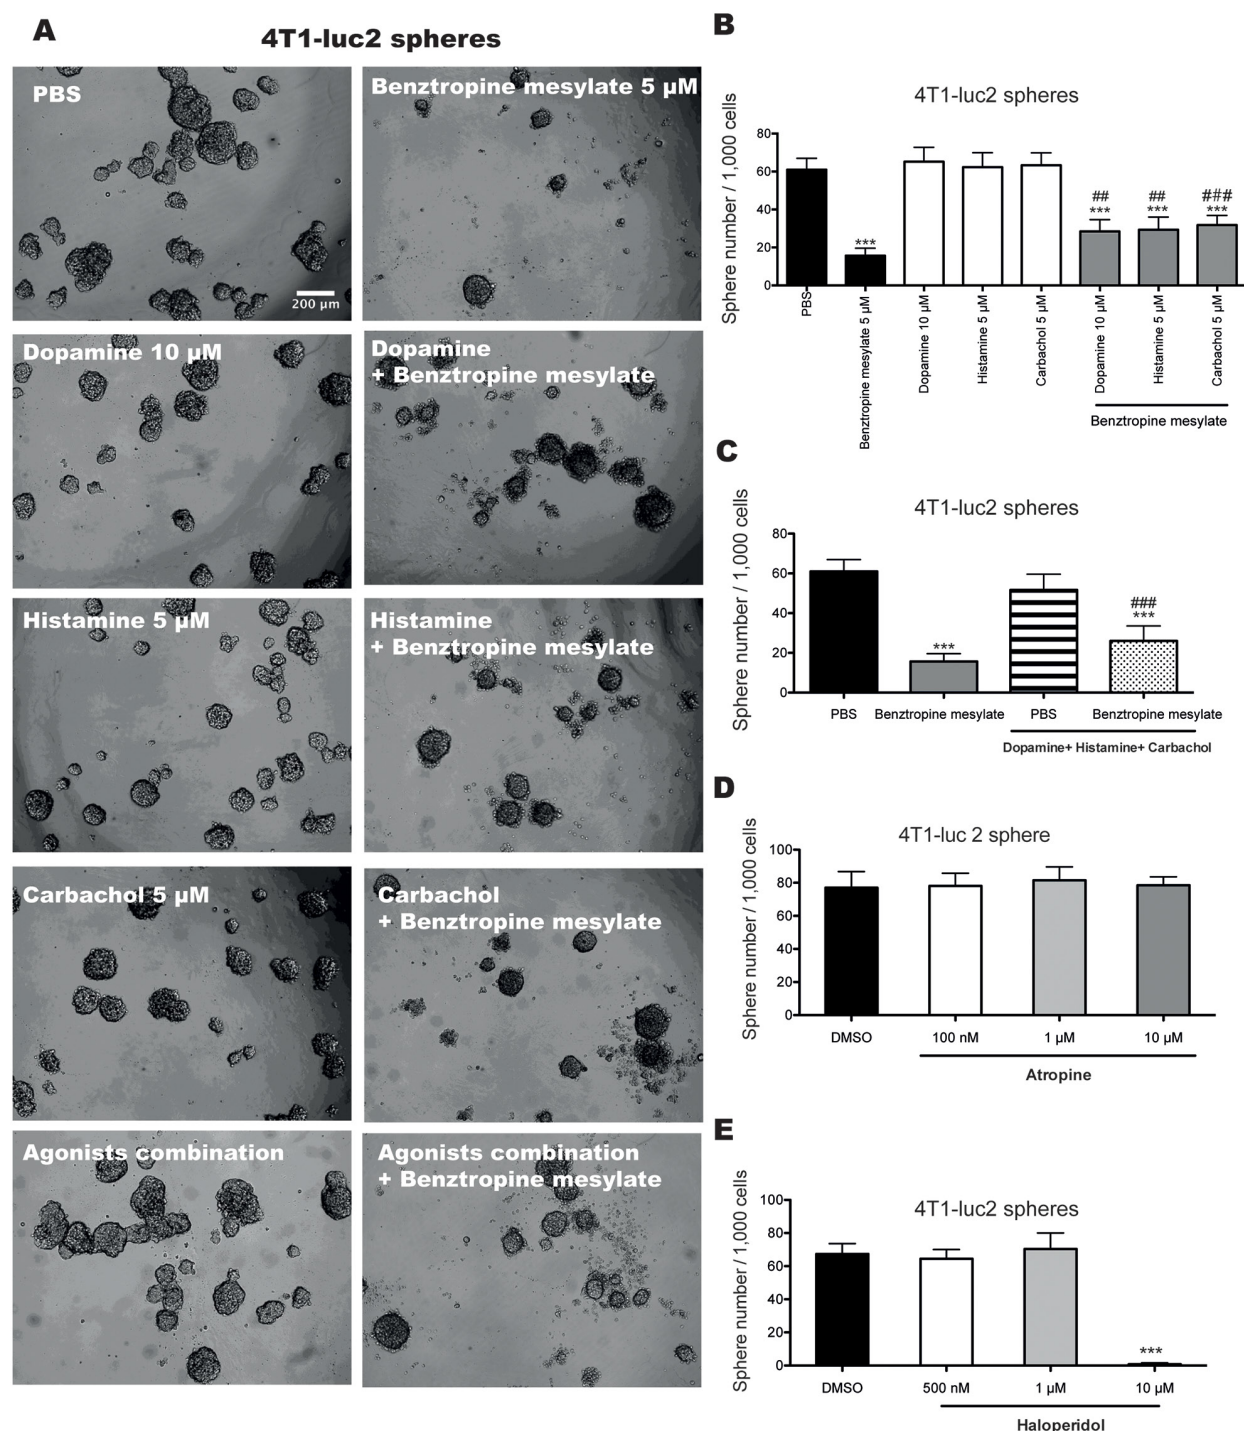 A
4T1-luc2 spheres
PBS
200 µm
Benztropine mesylate 5 µM
Dopamine 10 µM
Dopamine
+ Benztropine mesylate
Histamine 5 µM
Histamine
+ Benztropine mesylate
Carbachol 5 µM
Carbachol
+ Benztropine mesylate
Agonists combination
Agonists combination
+ Benztropine mesylate
B
4T1-luc2 spheres
Sphere number / 1,000 cells
80
60
40
20
0
***
##
***
##
***
###
***
PBS
Benztropine mesylate 5 µM
Dopamine 10 µM
Histamine 5 µM
Carbachol 5 µM
Dopamine 10 µM
Histamine 5 µM
Carbachol 5 µM
Benztropine mesylate
C
4T1-luc2 spheres
Sphere number / 1,000 cells
80
60
40
20
0
***
###
***
PBS
Benztropine mesylate
PBS
Benztropine mesylate
Dopamine+ Histamine+ Carbachol
D
4T1-luc 2 sphere
Sphere number / 1,000 cells
100
80
60
40
20
0
DMSO
100 nM
1 µM
10 µM
Atropine
E
4T1-luc2 spheres
Sphere number / 1,000 cells
100
80
60
40
20
0
***
DMSO
500 nM
1 µM
10 µM
Haloperidol